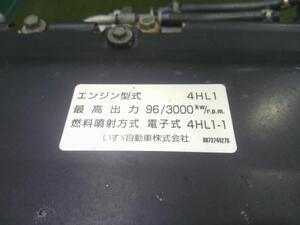 エンジン型式 4HL1
最高出力 96/3000 kw/r.p.m.
燃料噴射方式 電子式 4HL1-1
いすゞ自動車株式会社 8973744276